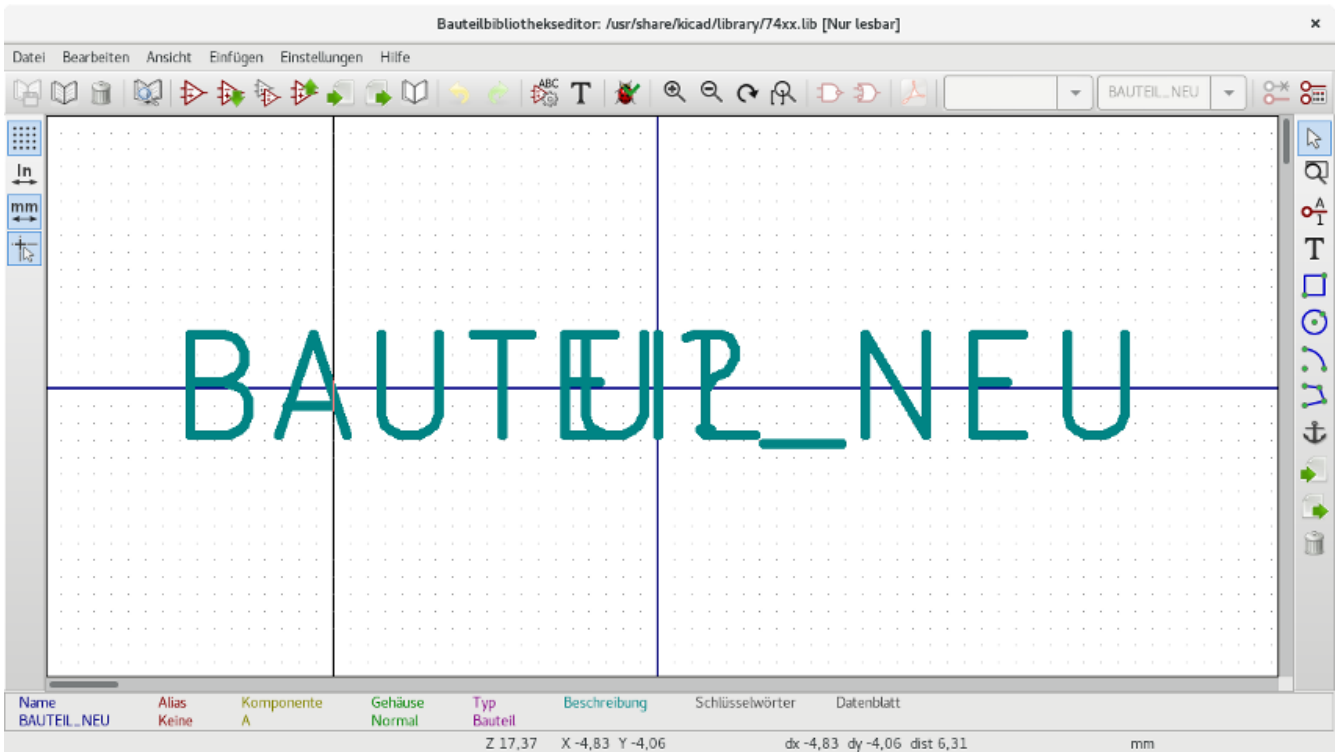 Bauteilbibliothekseditor: /usr/share/kicad/library/74xx.lib [Nur lesbar]
Datei Bearbeiten Ansicht Einfügen Einstellungen Hilfe
ABC T BAUTEIL_NEU
In
mm
A
1
T
BAUTEIL_NEU
U?
Name Alias Komponente Gehäuse Typ Beschreibung Schlüsselwörter Datenblatt
BAUTEIL_NEU Keine A Normal Bauteil
Z 17,37 X -4,83 Y -4,06 dx -4,83 dy -4,06 dist 6,31 mm